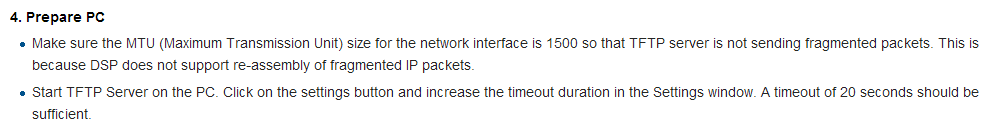 4. Prepare PC
• Make sure the MTU (Maximum Transmission Unit) size for the network interface is 1500 so that TFTP server is not sending fragmented packets. This is
because DSP does not support re-assembly of fragmented IP packets.
• Start TFTP Server on the PC. Click on the settings button and increase the timeout duration in the Settings window. A timeout of 20 seconds should be
sufficient.